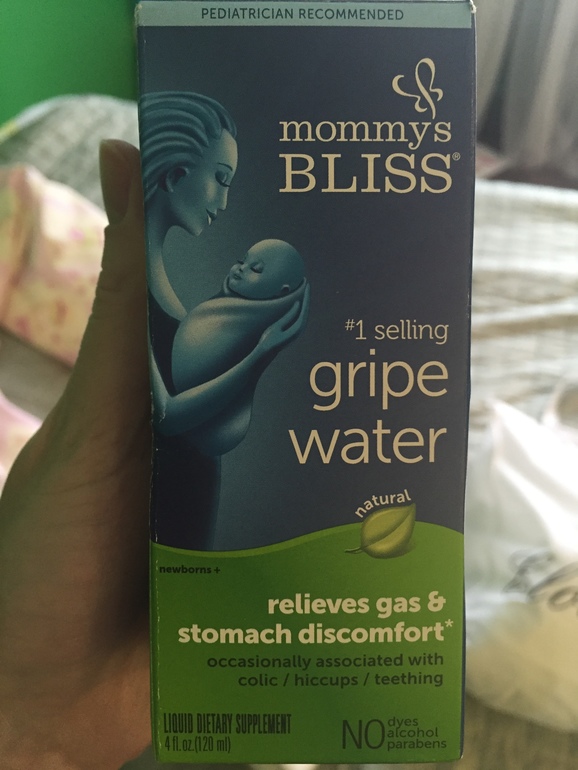 PEDIATRICIAN RECOMMENDED
mommy's
BLISS®
#1 selling
gripe
water
natural
newborns +
relieves gas &
stomach discomfort*
occasionally associated with
colic / hiccups / teething
LIQUID DIETARY SUPPLEMENT
4 fl. oz.(120 ml)
NO dyes
alcohol
parabens